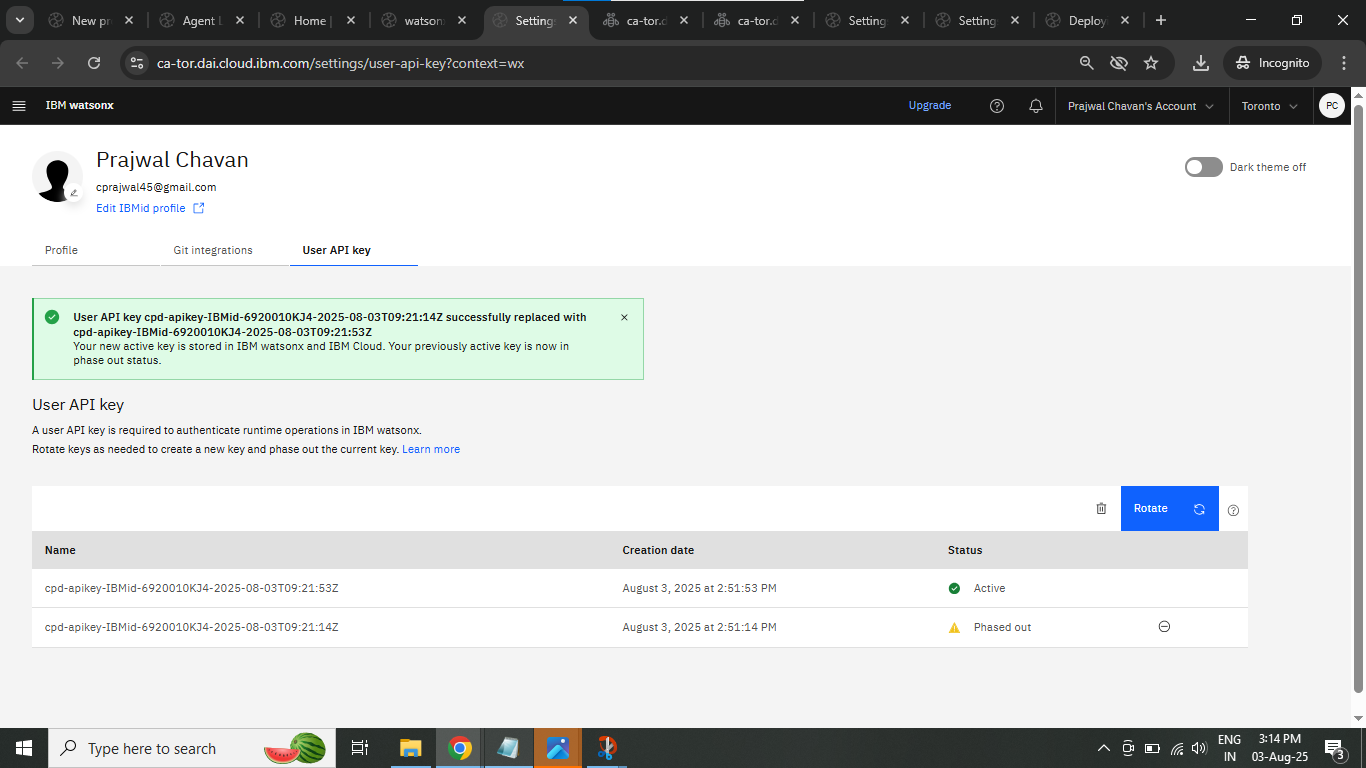 New pr
Agent L
Home |
watson
Setting
ca-tor.d
ca-tor.d
Setting
Setting
Deploy
ca-tor.dai.cloud.ibm.com/settings/user-api-key?context=wx
Incognito
IBM watsonx
Upgrade
Prajwal Chavan's Account
Toronto
PC
Prajwal Chavan
cprajwal45@gmail.com
Edit IBMid profile
Dark theme off
Profile
Git integrations
User API key
User API key cpd-apikey-IBMid-6920010KJ4-2025-08-03T09:21:14Z successfully replaced with
cpd-apikey-IBMid-6920010KJ4-2025-08-03T09:21:53Z
Your new active key is stored in IBM watsonx and IBM Cloud. Your previously active key is now in
phase out status.
User API key
A user API key is required to authenticate runtime operations in IBM watsonx.
Rotate keys as needed to create a new key and phase out the current key. Learn more
Rotate
Name Creation date Status
cpd-apikey-IBMid-6920010KJ4-2025-08-03T09:21:53Z August 3, 2025 at 2:51:53 PM Active
cpd-apikey-IBMid-6920010KJ4-2025-08-03T09:21:14Z August 3, 2025 at 2:51:14 PM Phased out
Type here to search
ENG
IN
3:14 PM
03-Aug-25
3